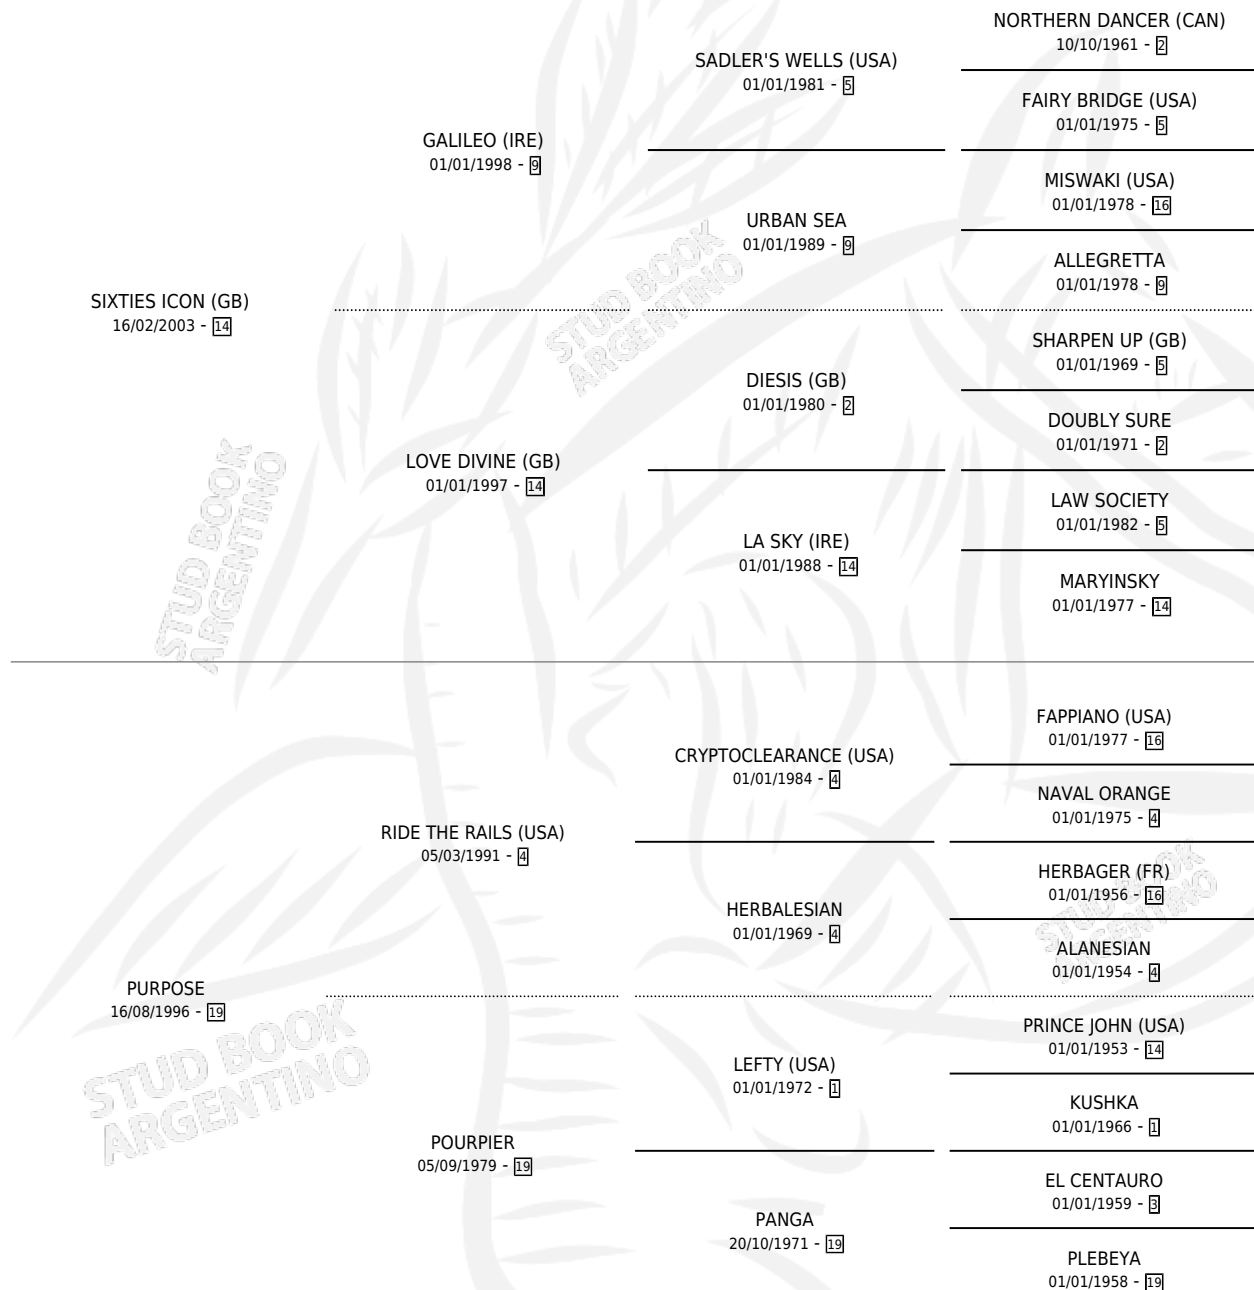 NORTHERN DANCER (CAN)
10/10/1961 - 2
SADLER'S WELLS (USA)
01/01/1981 - 5
FAIRY BRIDGE (USA)
01/01/1975 - 5
GALILEO (IRE)
01/01/1998 - 9
MISWAKI (USA)
01/01/1978 - 16
URBAN SEA
01/01/1989 - 9
ALLEGRETTA
01/01/1978 - 9
STUD BOOK
ARGENTINO
SIXTIES ICON (GB)
16/02/2003 - 14
SHARPEN UP (GB)
01/01/1969 - 5
DIESIS (GB)
01/01/1980 - 2
DOUBLY SURE
01/01/1971 - 2
LOVE DIVINE (GB)
01/01/1997 - 14
LAW SOCIETY
01/01/1982 - 5
LA SKY (IRE)
01/01/1988 - 14
MARYINSKY
01/01/1977 - 14
STUD BOOK
ARGENTINO
FAPPIANO (USA)
01/01/1977 - 16
CRYPTOCLEARANCE (USA)
01/01/1984 - 4
NAVAL ORANGE
01/01/1975 - 4
RIDE THE RAILS (USA)
05/03/1991 - 4
HERBAGER (FR)
01/01/1956 - 16
HERBALESIAN
01/01/1969 - 4
ALANESIAN
01/01/1954 - 4
STUD BOOK
ARGENTINO
PURPOSE
16/08/1996 - 19
PRINCE JOHN (USA)
01/01/1953 - 14
LEFTY (USA)
01/01/1972 - 1
KUSHKA
01/01/1966 - 1
STUD BOOK
ARGENTINO
POURPIER
05/09/1979 - 19
EL CENTAURO
01/01/1959 - 3
PANGA
20/10/1971 - 19
PLEBEYA
01/01/1958 - 19